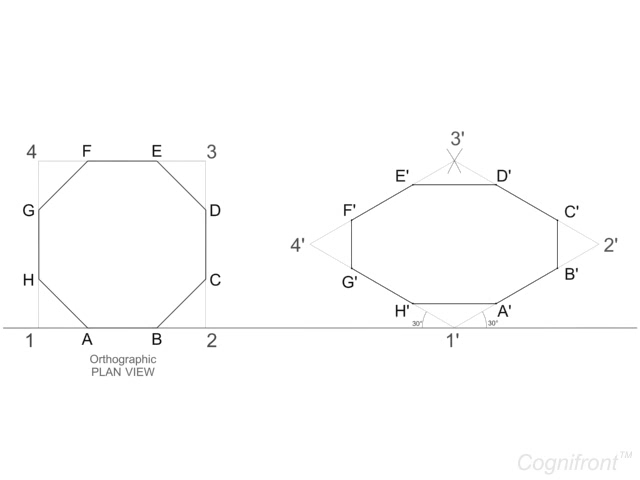 3'
4 F E 3
E' D'
G D
F' C'
4' 2'
H C
G' B'
H' A'
30° 30°
1 A B 2
1'
Orthographic
PLAN VIEW
Cognifront™